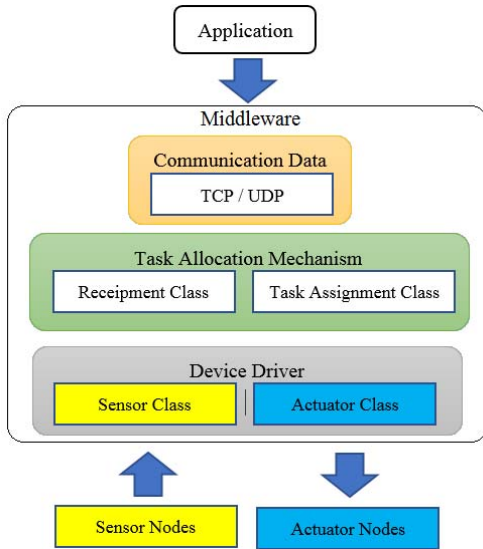 Application
Middleware
Communication Data
TCP / UDP
Task Allocation Mechanism
Receipment Class
Task Assignment Class
Device Driver
Sensor Class
Actuator Class
Sensor Nodes
Actuator Nodes